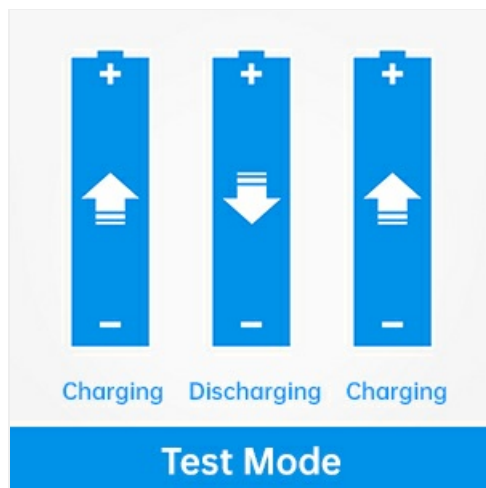 + + +
- - -
Charging Discharging Charging
Test Mode